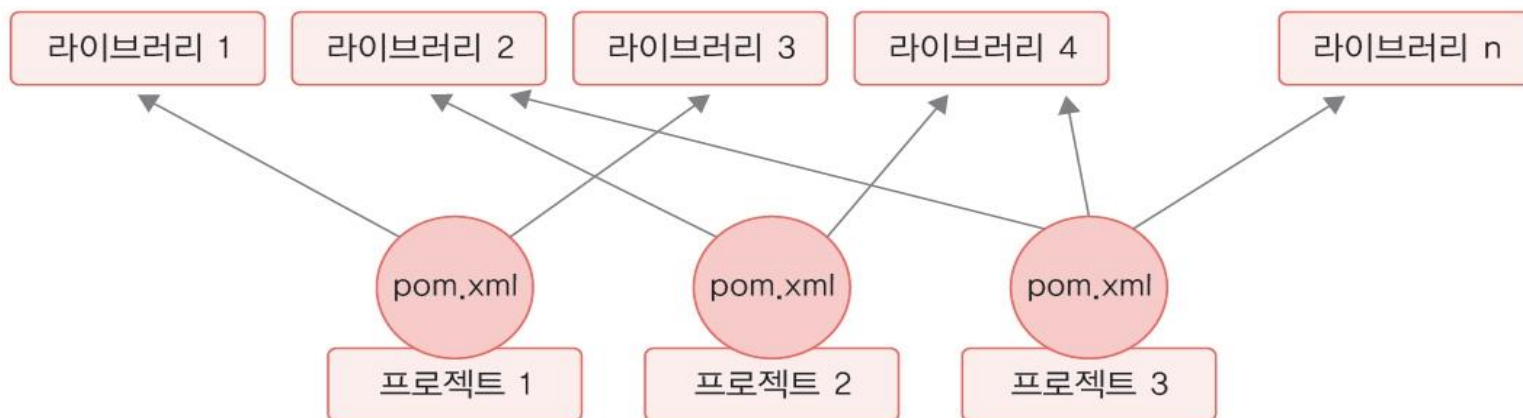 라이브러리 1
라이브러리 2
라이브러리 3
라이브러리 4
라이브러리 n
pom.xml
pom.xml
pom.xml
프로젝트 1
프로젝트 2
프로젝트 3